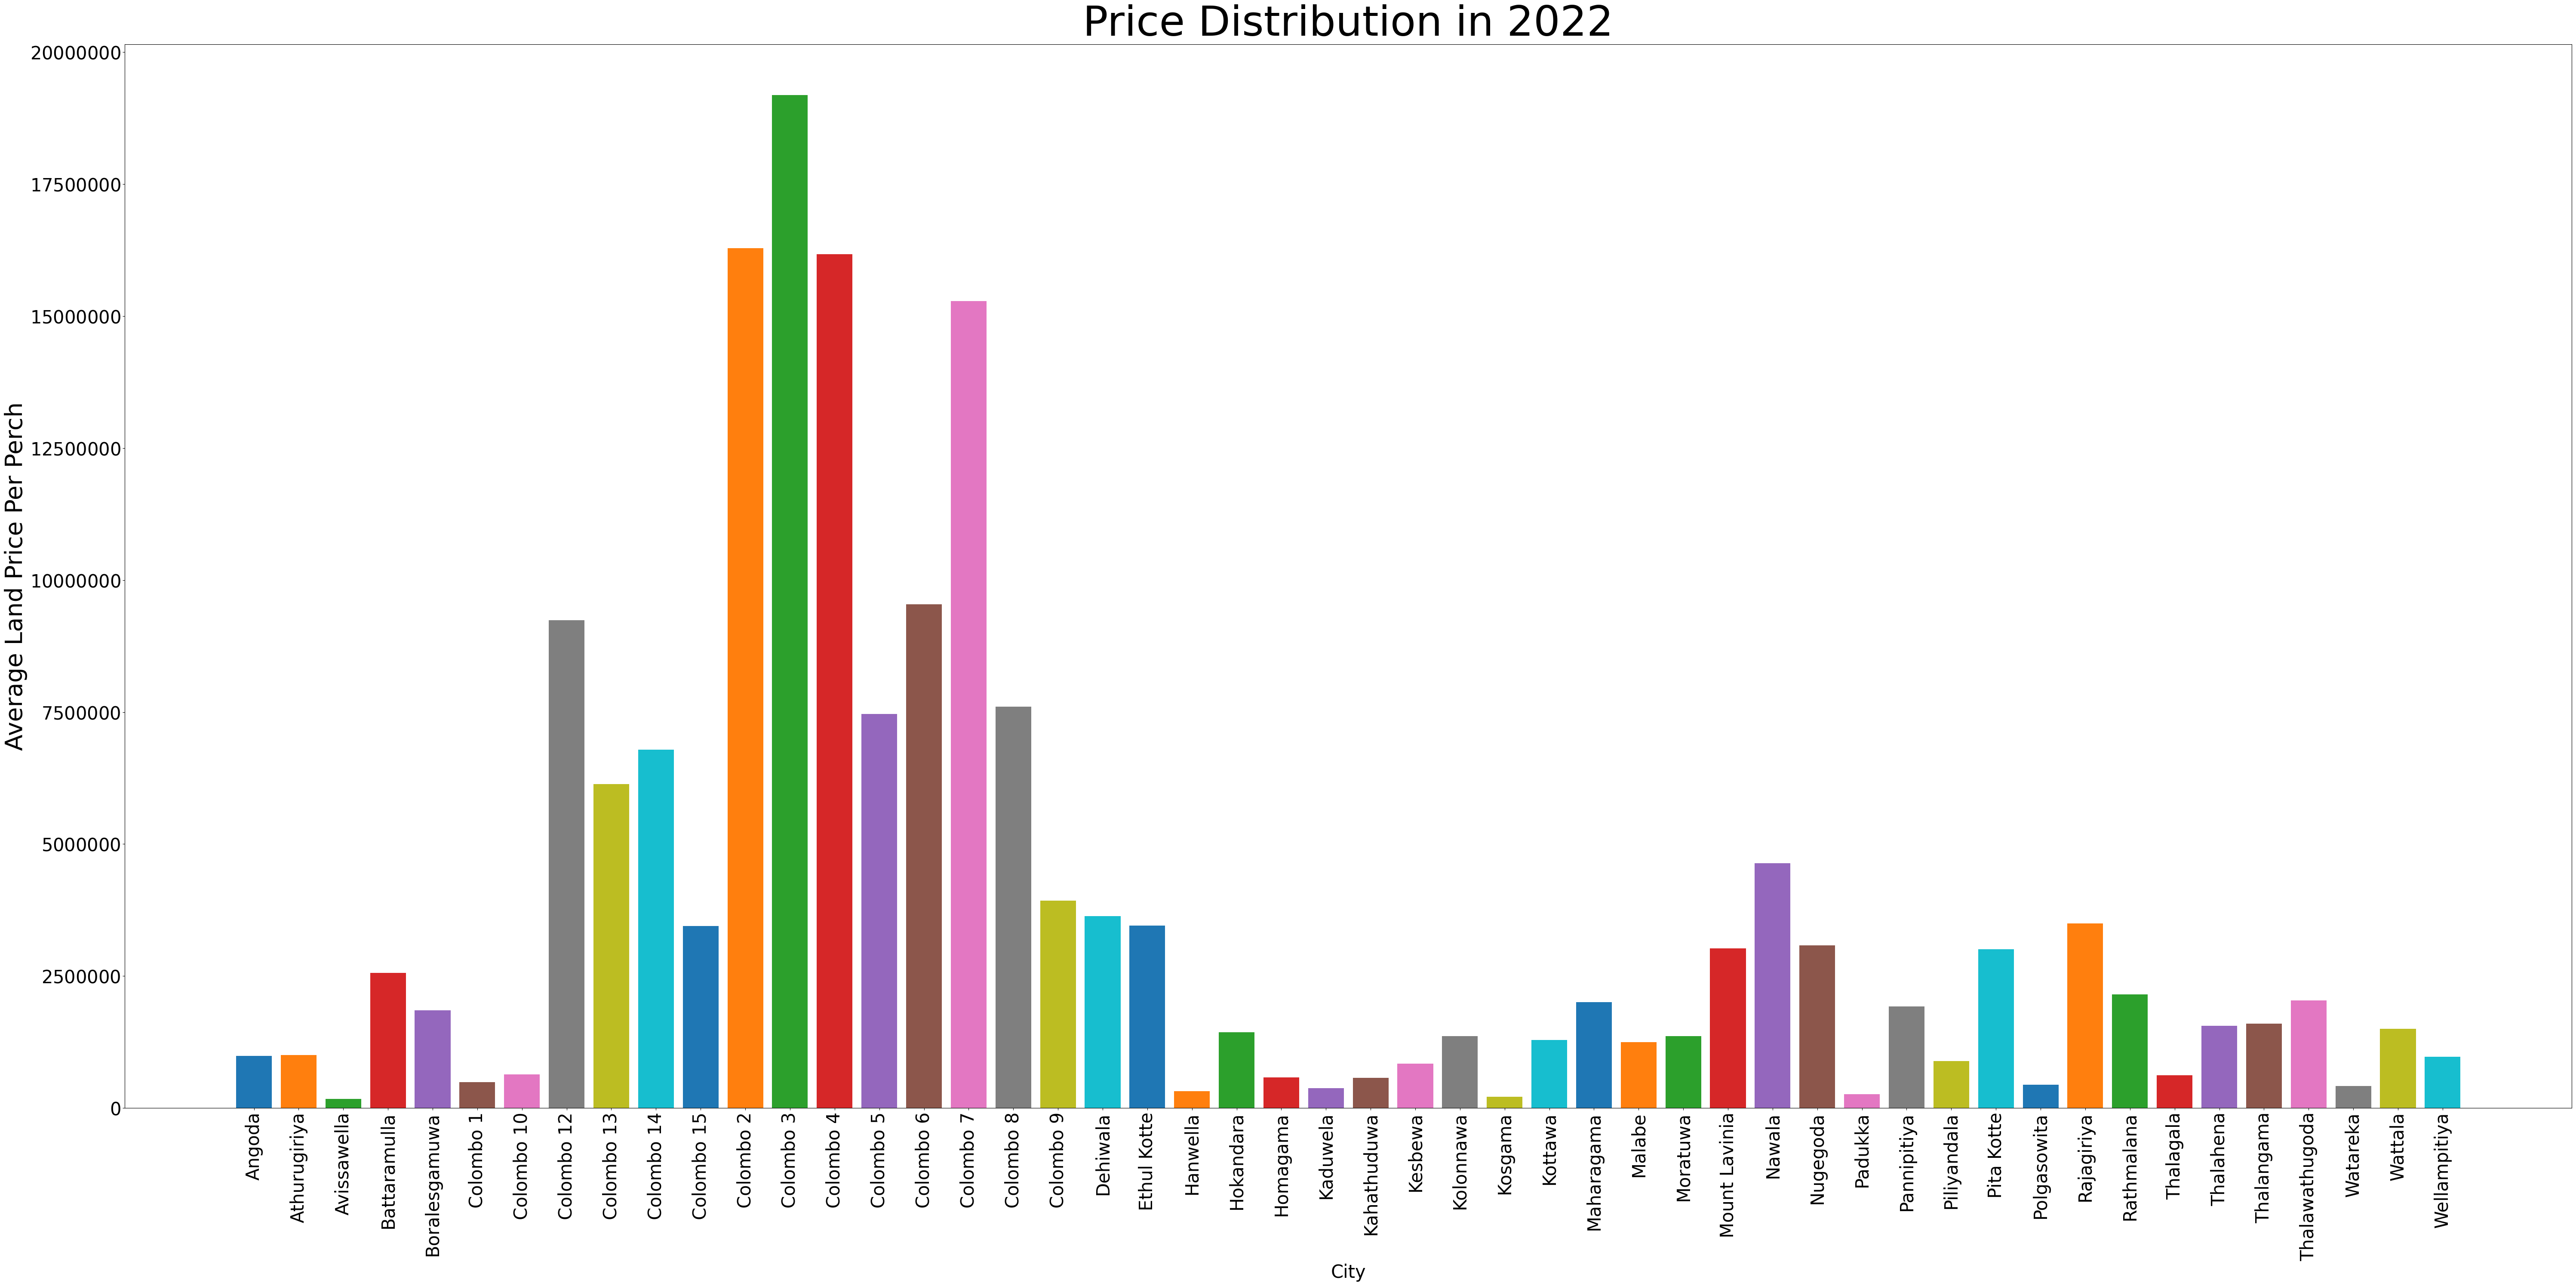 Price Distribution in 2022
Average Land Price Per Perch
20000000
17500000
15000000
12500000
10000000
7500000
5000000
2500000
0
Angoda
Athurugiriya
Avissawella
Battaramulla
Boralesgamuwa
Colombo 1
Colombo 10
Colombo 12
Colombo 13
Colombo 14
Colombo 15
Colombo 2
Colombo 3
Colombo 4
Colombo 5
Colombo 6
Colombo 7
Colombo 8
Colombo 9
Dehiwala
Ethul Kotte
Hanwella
Hokandara
Homagama
Kaduwela
Kahathuduwa
Kesbewa
Kolonnawa
Kosgama
Kottawa
Maharagama
Malabe
Moratuwa
Mount Lavinia
Nawala
Nugegoda
Padukka
Pannipitiya
Piliyandala
Pita Kotte
Polgasowita
Rajagiriya
Rathmalana
Thalagala
Thalahena
Thalangama
Thalawathugoda
Watareka
Wattala
Wellampitiya
City